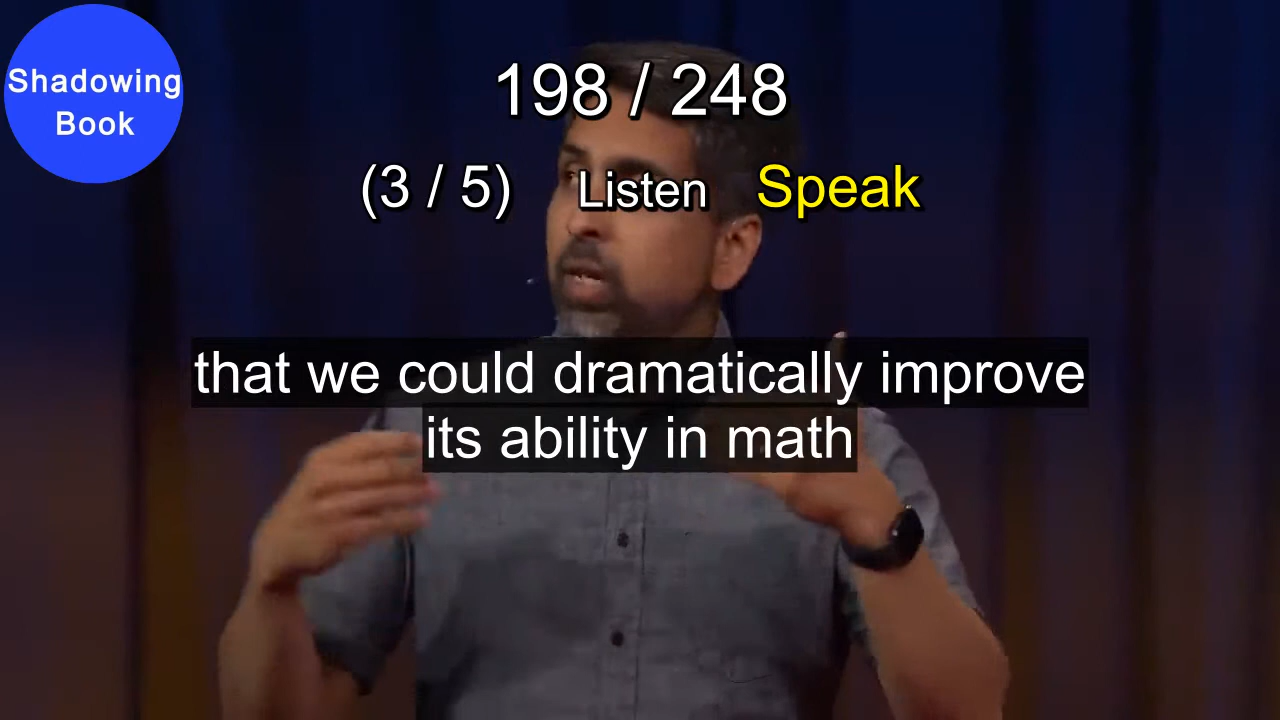 Shadowing
Book
198 / 248
(3 / 5) Listen Speak
that we could dramatically improve
its ability in math